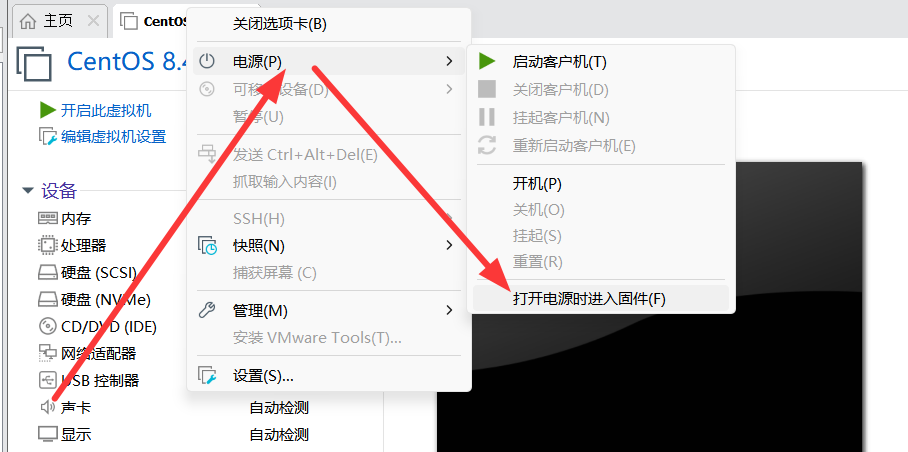 主页
CentOS
CentOS 8.4
开启此虚拟机
编辑虚拟机设置
设备
内存
处理器
硬盘 (SCSI)
硬盘 (NVMe)
CD/DVD (IDE)
网络适配器
USB 控制器
声卡 自动检测
显示 自动检测
关闭选项卡(B)
电源(P)
可移动设备(D)
暂停(U)
发送 Ctrl+Alt+Del(E)
抓取输入内容(I)
SSH(H)
快照(N)
捕获屏幕 (C)
管理(M)
安装 VMware Tools(T)...
设置(S)...
启动客户机(T)
关闭客户机(D)
挂起客户机(N)
重新启动客户机(E)
开机(P)
关机(O)
挂起(S)
重置(R)
打开电源时进入固件(F)